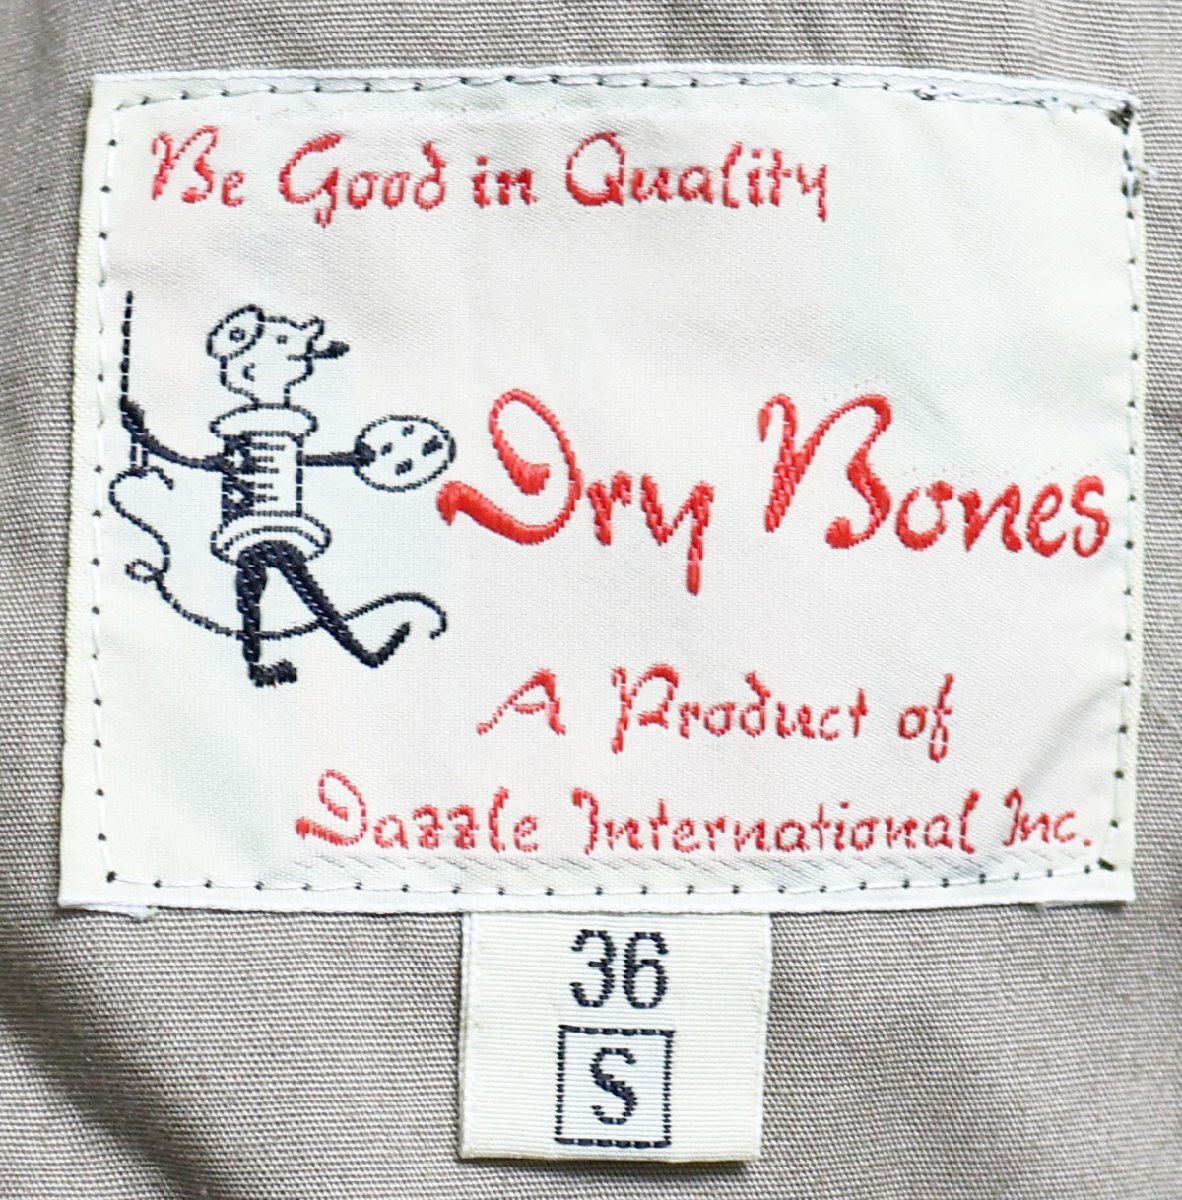 Be Good in Quality
Dry Bones
A Product of
Dazzle International Inc.
36
S